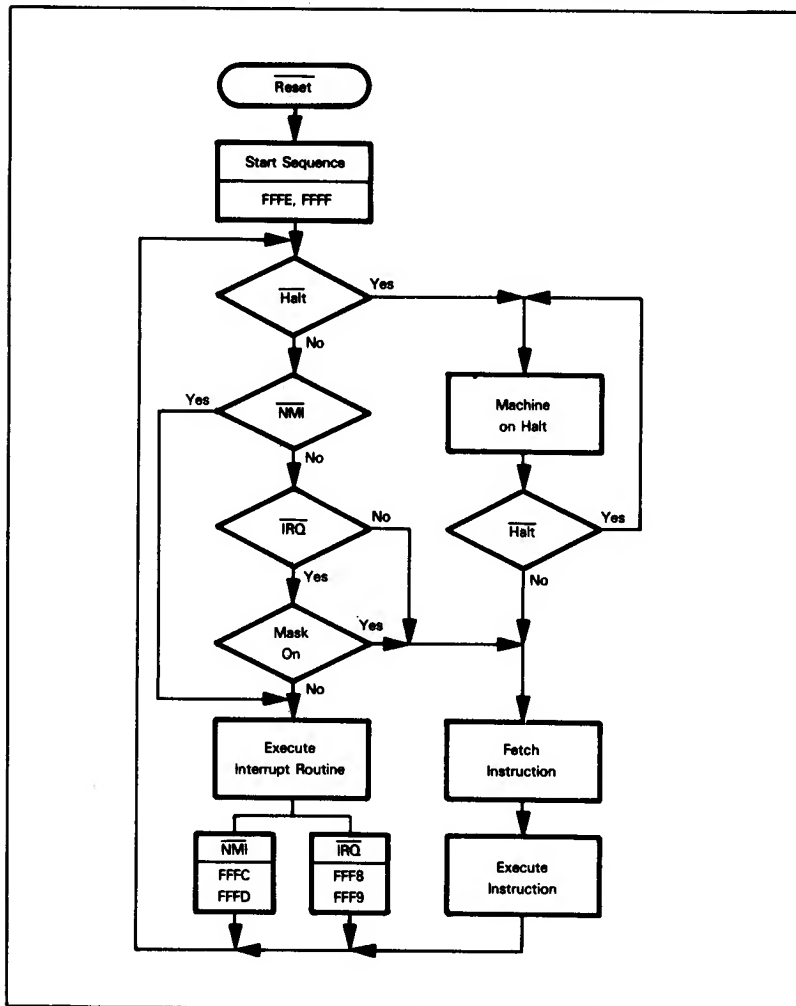 Reset
Start Sequence
FFFE, FFFF
Halt
Yes
No
Yes
NMI
No
Machine
on Halt
IRQ
No
Yes
Halt
Yes
No
Mask
On
Yes
No
Execute
Interrupt Routine
Fetch
Instruction
NMI
FFFC
FFFD
IRQ
FFF8
FFF9
Execute
Instruction